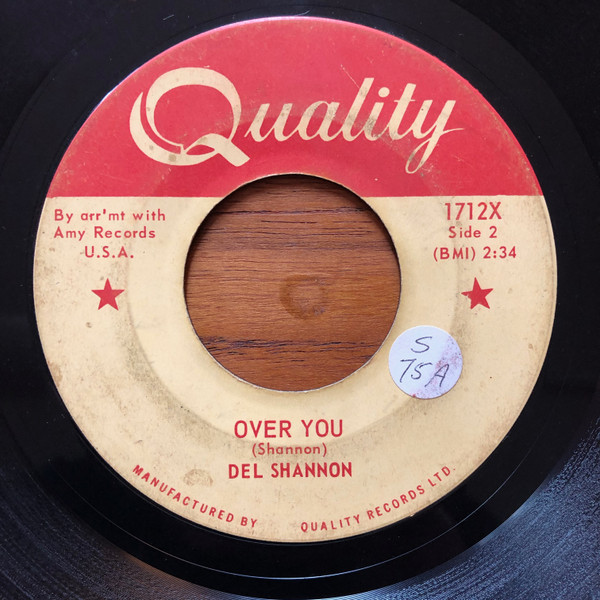 Quality
By arr'mt with
Amy Records
U.S.A.
1712X
Side 2
(BMI) 2:34
S
75A
OVER YOU
(Shannon)
DEL SHANNON
MANUFACTURED BY QUALITY RECORDS LTD.